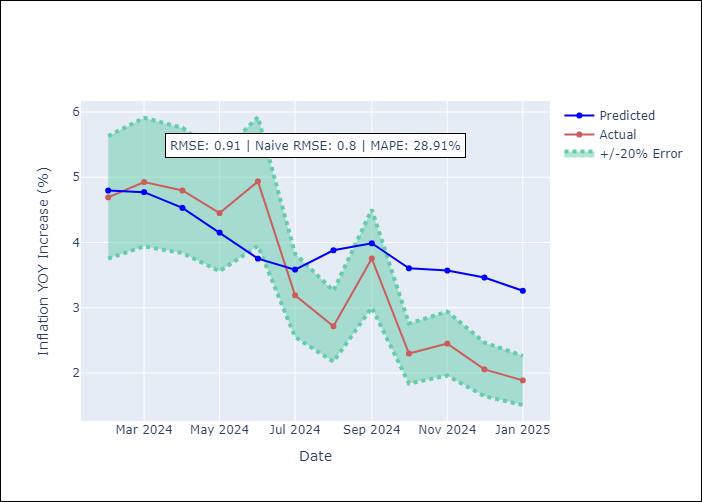 RMSE: 0.91 | Naive RMSE: 0.8 | MAPE: 28.91%
Predicted
Actual
+/-20% Error
6
5
4
3
2
Inflation YOY Increase (%)
Mar 2024
May 2024
Jul 2024
Sep 2024
Nov 2024
Jan 2025
Date